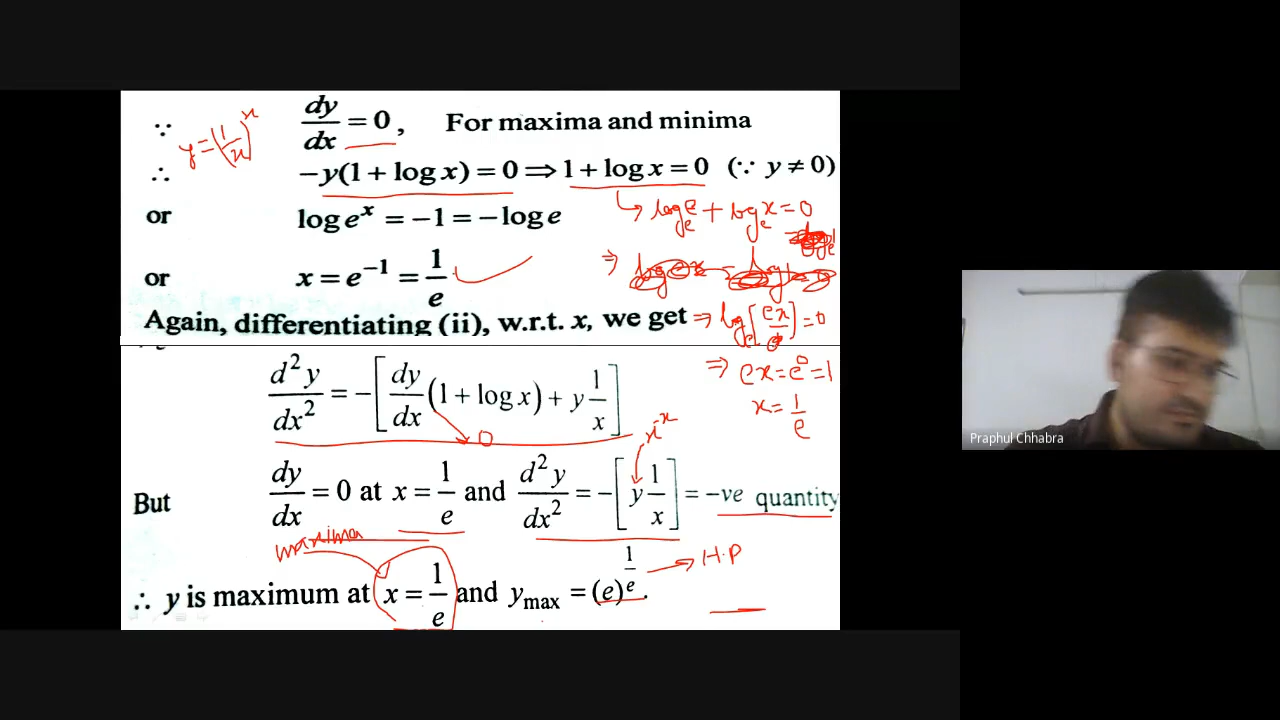 ∵ dy/dx = 0, For maxima and minima
y = (1/x)^x
∴ -y(1 + log x) = 0 ⇒ 1 + log x = 0 (∵ y ≠ 0)
or log e^x = -1 = -log e
→ log_e e + log_e x = 0
or x = e^-1 = 1/e
Again, differentiating (ii), w.r.t. x, we get
⇒ log_e [ex] = 0
⇒ ex = e^0 = 1
x = 1/e
d²y/dx² = -[dy/dx (1 + log x) + y 1/x]
0
x^-x
But dy/dx = 0 at x = 1/e and d²y/dx² = -[y 1/x] = -ve quantity
maxima
∴ y is maximum at x = 1/e and y_max = (e)^1/e.
→ H.P
Praphul Chhabra